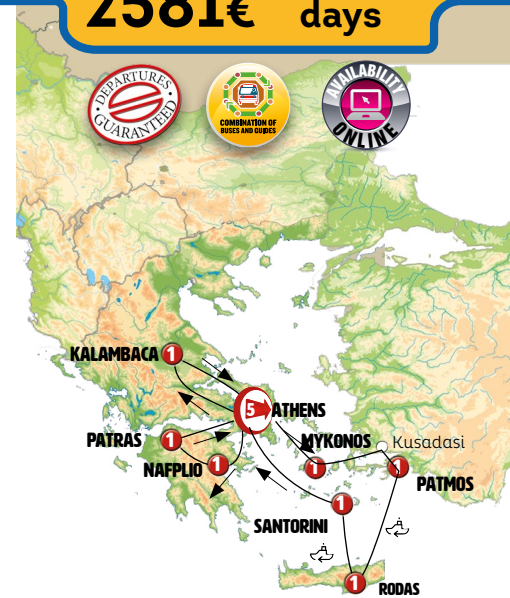 2581€ days
DEPARTURES
GUARANTEED
COMBINATION OF
BUSES AND GUIDES
AVAILABILITY
ONLINE
KALAMBACA 1
5 ATHENS
PATRAS 1
MYKONOS
1
Kusadasi
NAFPLIO 1
1
PATMOS
SANTORINI
1
1
RODAS